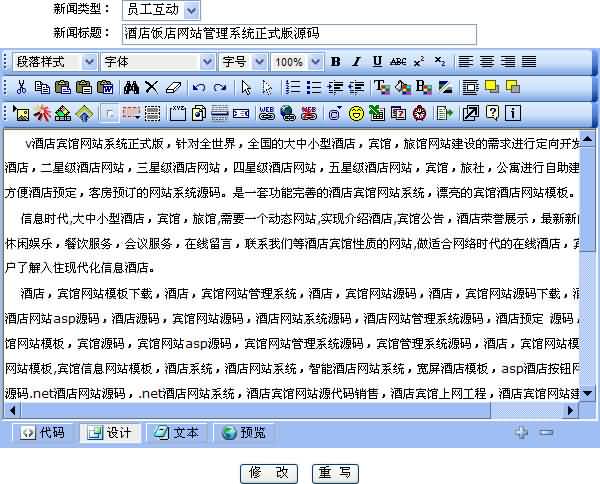 新闻类型： 员工互动
新闻标题： 酒店饭店网站管理系统正式版源码
段落样式 字体 字号 100% B I U ABC x² x₂
v酒店宾馆网站系统正式版，针对全世界，全国的大中小型酒店，宾馆，旅馆网站建设的需求进行定向开发
酒店，二星级酒店网站，三星级酒店网站，四星级酒店网站，五星级酒店网站，宾馆，旅社，公寓进行自助建
方便酒店预定，客房预订的网站系统源码。是一套功能完善的酒店宾馆网站系统，漂亮的宾馆酒店网站模板。
信息时代,大中小型酒店，宾馆，旅馆,需要一个动态网站,实现介绍酒店,宾馆公告，酒店荣誉展示，最新新闻
休闲娱乐，餐饮服务，会议服务，在线留言，联系我们等酒店宾馆性质的网站,做适合网络时代的在线酒店，宾
户了解入住现代化信息酒店。
酒店，宾馆网站模板下载，酒店，宾馆网站管理系统，酒店，宾馆网站源码，酒店，宾馆网站源码下载，酒
酒店网站asp源码，酒店源码，宾馆网站源码，酒店网站系统源码，酒店网站管理系统源码，酒店预定 源码，
馆网站模板，宾馆源码，宾馆网站asp源码，宾馆网站管理系统源码，宾馆网站管理系统源码，酒店，宾馆网站
网站模板,宾馆信息网站模板，酒店系统，酒店网站系统，智能酒店网站系统，宽屏酒店模板，asp酒店按钮网
源码.net酒店网站源码，.net酒店网站系统，酒店宾馆网站源代码销售，酒店宾馆上网工程，酒店宾馆网站建
代码 设计 文本 预览
修 改 重 写